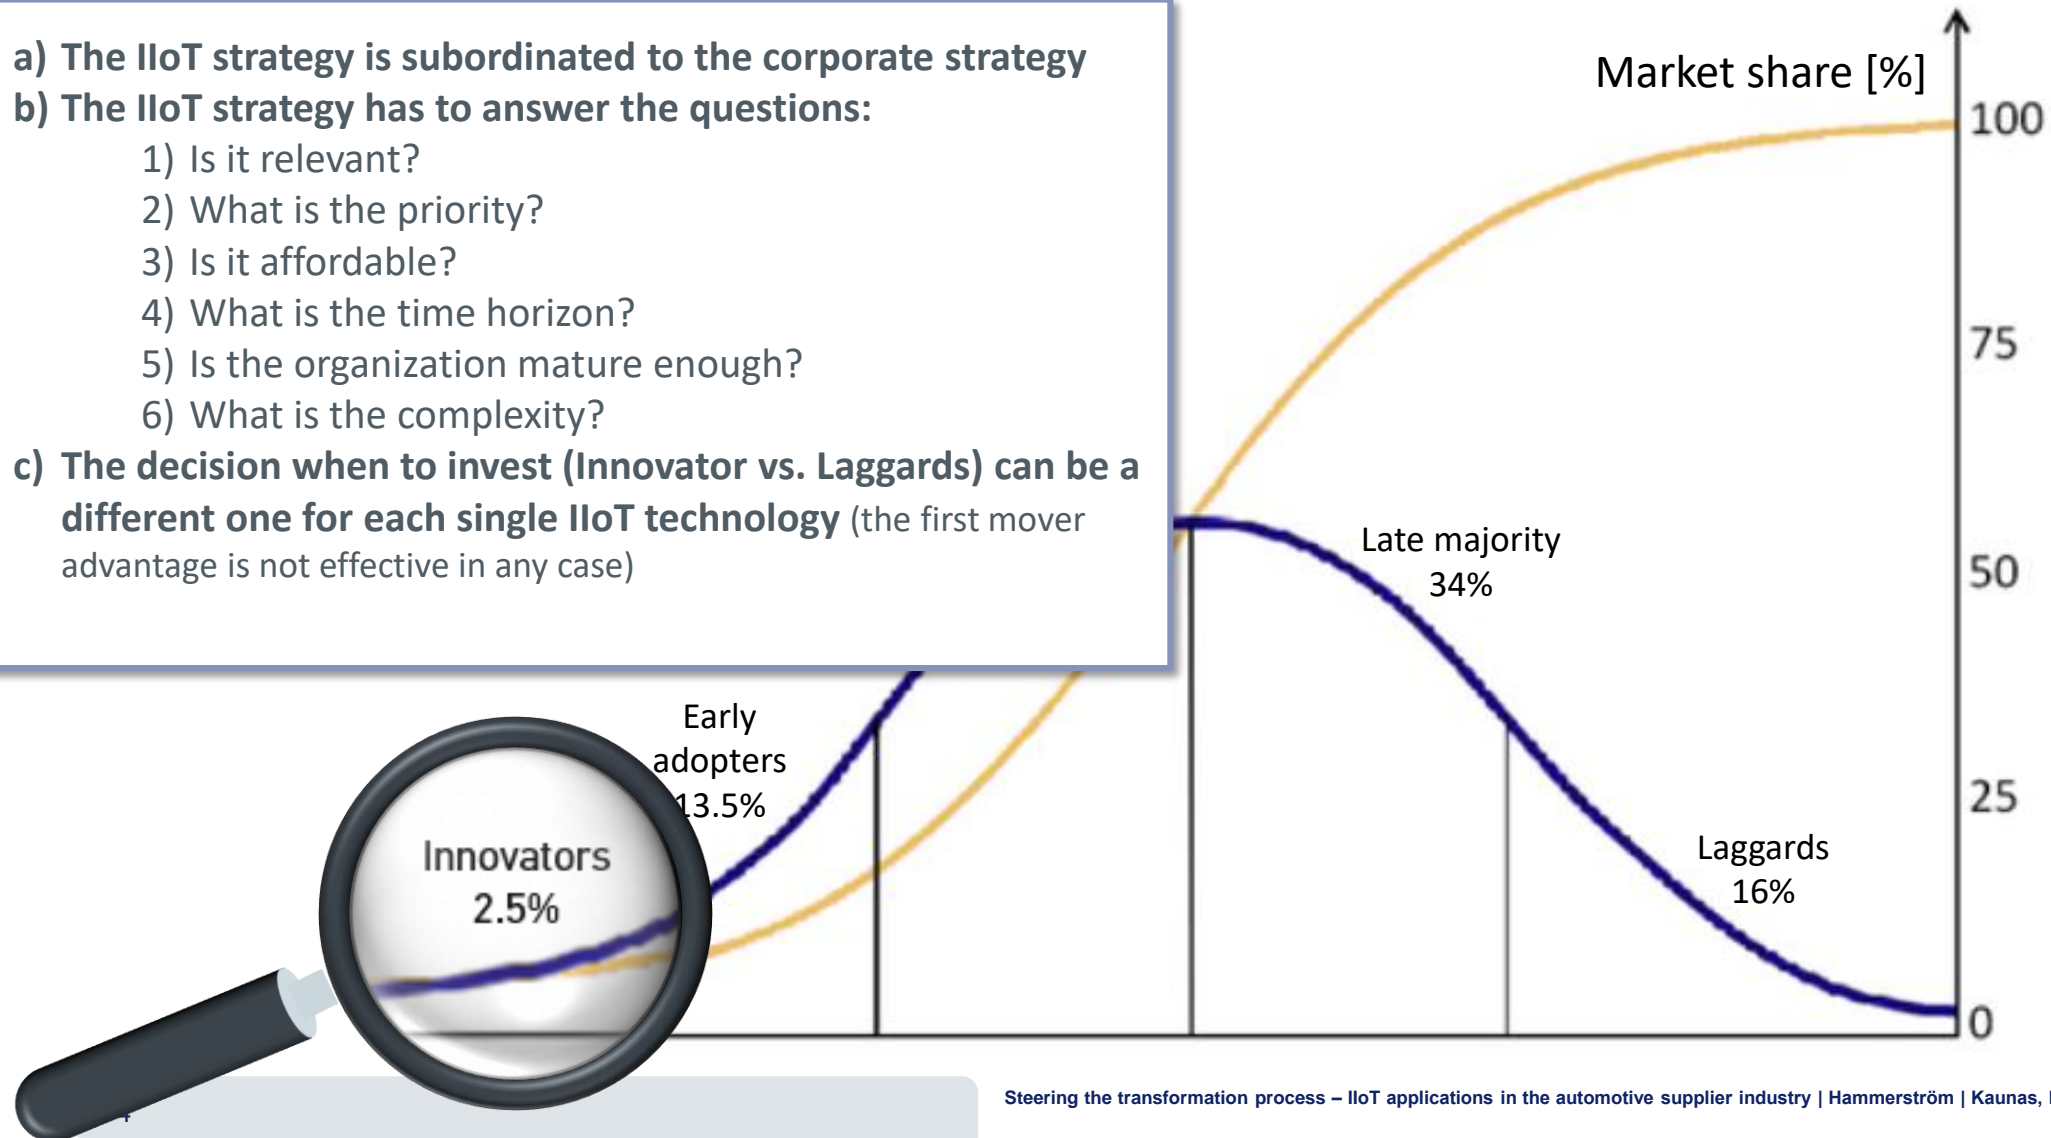 a) The IIoT strategy is subordinated to the corporate strategy
b) The IIoT strategy has to answer the questions:
1) Is it relevant?
2) What is the priority?
3) Is it affordable?
4) What is the time horizon?
5) Is the organization mature enough?
6) What is the complexity?
c) The decision when to invest (Innovator vs. Laggards) can be a
different one for each single IIoT technology (the first mover
advantage is not effective in any case)
Market share [%]
100
75
50
25
0
Late majority
34%
Early
adopters
13.5%
Innovators
2.5%
Laggards
16%
Steering the transformation process – IIoT applications in the automotive supplier industry | Hammerström | Kaunas,